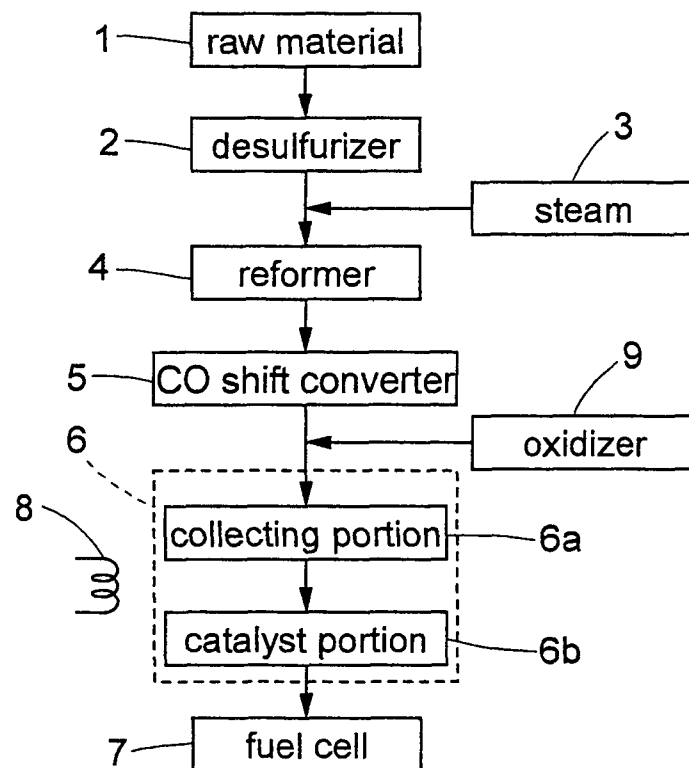 1 raw material
2 desulfurizer
3
steam
4 reformer
5 CO shift converter
9
oxidizer
6
8
collecting portion 6a
catalyst portion 6b
7 fuel cell